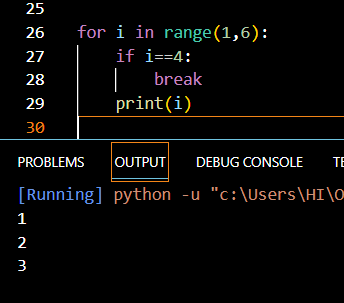 25
26 for i in range(1,6):
27 if i==4:
28 break
29 print(i)
30
PROBLEMS OUTPUT DEBUG CONSOLE TE
[Running] python -u "c:\Users\HI\O
1
2
3